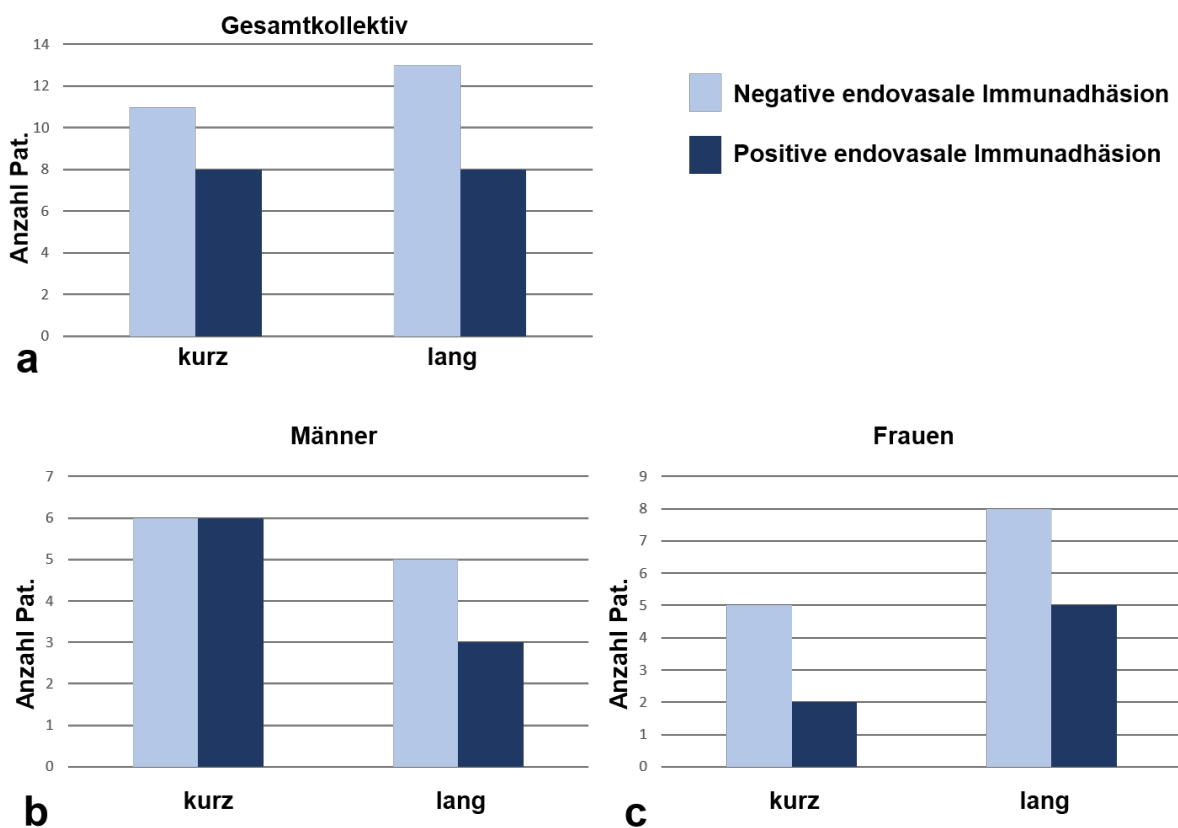 Gesamtkollektiv
14
12
10
8
6
4
2
0
Anzahl Pat.
kurz
lang
a
Negative endovasale Immunadhäsion
Positive endovasale Immunadhäsion
Männer
7
6
5
4
3
2
1
0
Anzahl Pat.
kurz
lang
b
Frauen
9
8
7
6
5
4
3
2
1
0
Anzahl Pat.
kurz
lang
c